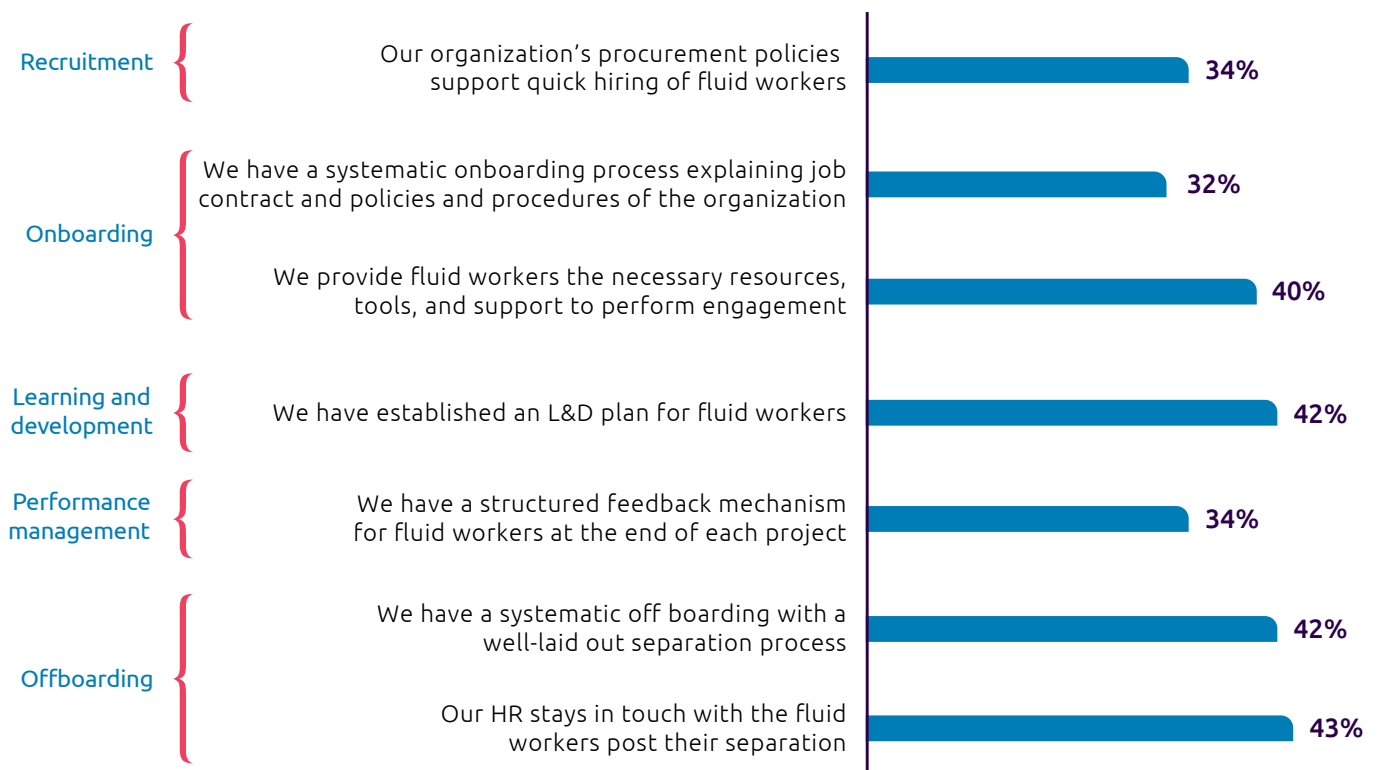 Recruitment
Our organization's procurement policies
support quick hiring of fluid workers
34%
Onboarding
We have a systematic onboarding process explaining job
contract and policies and procedures of the organization
32%
We provide fluid workers the necessary resources,
tools, and support to perform engagement
40%
Learning and
development
We have established an L&D plan for fluid workers
42%
Performance
management
We have a structured feedback mechanism
for fluid workers at the end of each project
34%
Offboarding
We have a systematic off boarding with a
well-laid out separation process
42%
Our HR stays in touch with the fluid
workers post their separation
43%